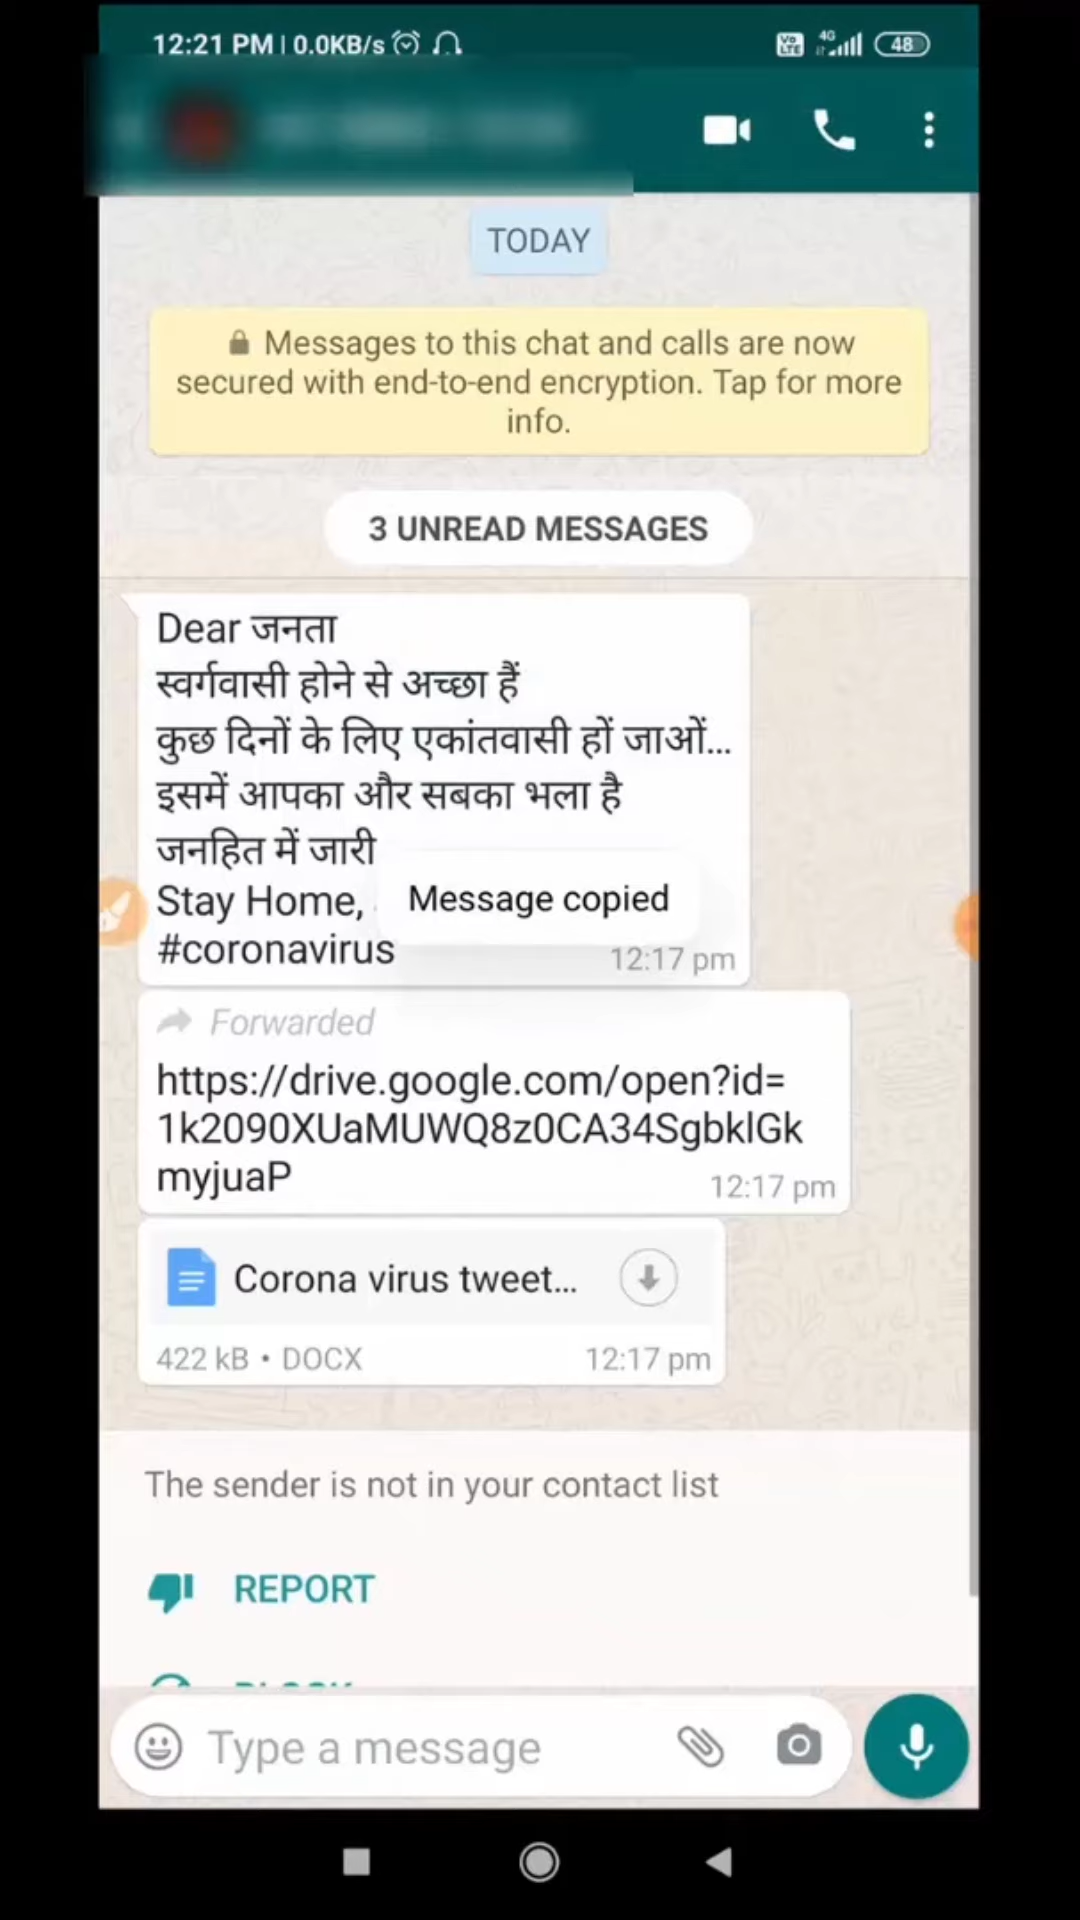 12:21 PM | 0.0KB/s
Vo LTE 4G 48
TODAY
Messages to this chat and calls are now
secured with end-to-end encryption. Tap for more
info.
3 UNREAD MESSAGES
Dear जनता
स्वर्गवासी होने से अच्छा हैं
कुछ दिनों के लिए एकांतवासी हों जाओं...
इसमें आपका और सबका भला है
जनहित में जारी
Stay Home,
Message copied
#coronavirus
12:17 pm
Forwarded
https://drive.google.com/open?id=
1k2090XUaMUWQ8z0CA34SgbklGk
myjuaP
12:17 pm
Corona virus tweet...
422 kB • DOCX
12:17 pm
The sender is not in your contact list
REPORT
BLOCK
Type a message